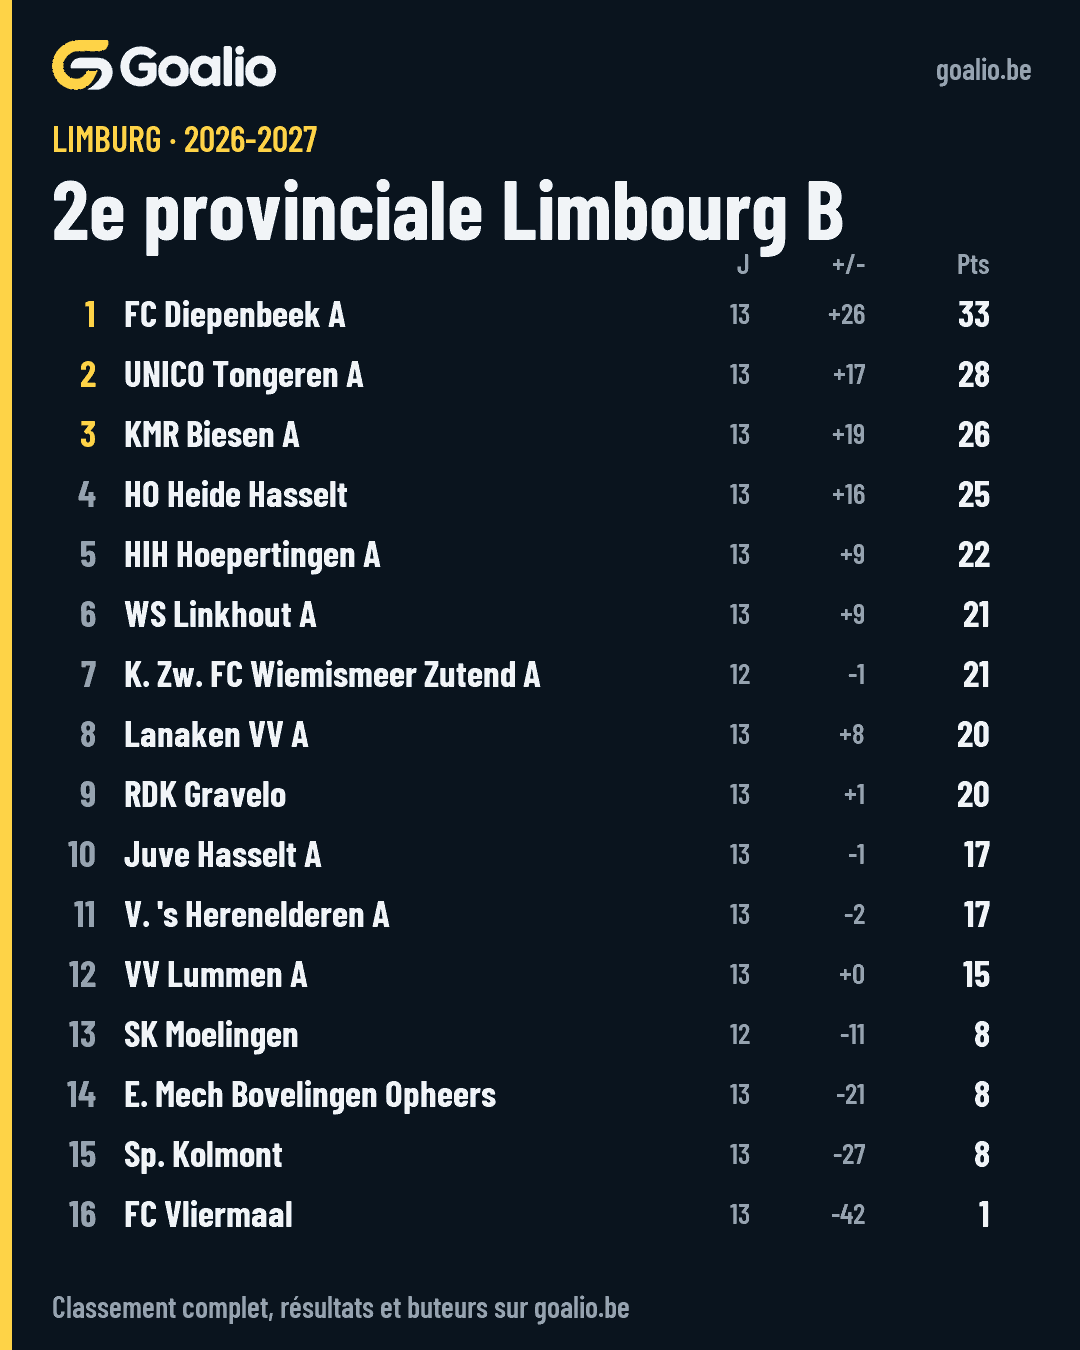 Goalio
goalio.be
LIMBURG · 2026-2027
2e provinciale Limbourg B
J +/- Pts
1 FC Diepenbeek A 13 +26 33
2 UNICO Tongeren A 13 +17 28
3 KMR Biesen A 13 +19 26
4 HO Heide Hasselt 13 +16 25
5 HIH Hoepertingen A 13 +9 22
6 WS Linkhout A 13 +9 21
7 K. Zw. FC Wiemismeer Zutend A 12 -1 21
8 Lanaken VV A 13 +8 20
9 RDK Gravelo 13 +1 20
10 Juve Hasselt A 13 -1 17
11 V. 's Herenelderen A 13 -2 17
12 VV Lummen A 13 +0 15
13 SK Moelingen 12 -11 8
14 E. Mech Bovelingen Opheers 13 -21 8
15 Sp. Kolmont 13 -27 8
16 FC Vliermaal 13 -42 1
Classement complet, résultats et buteurs sur goalio.be